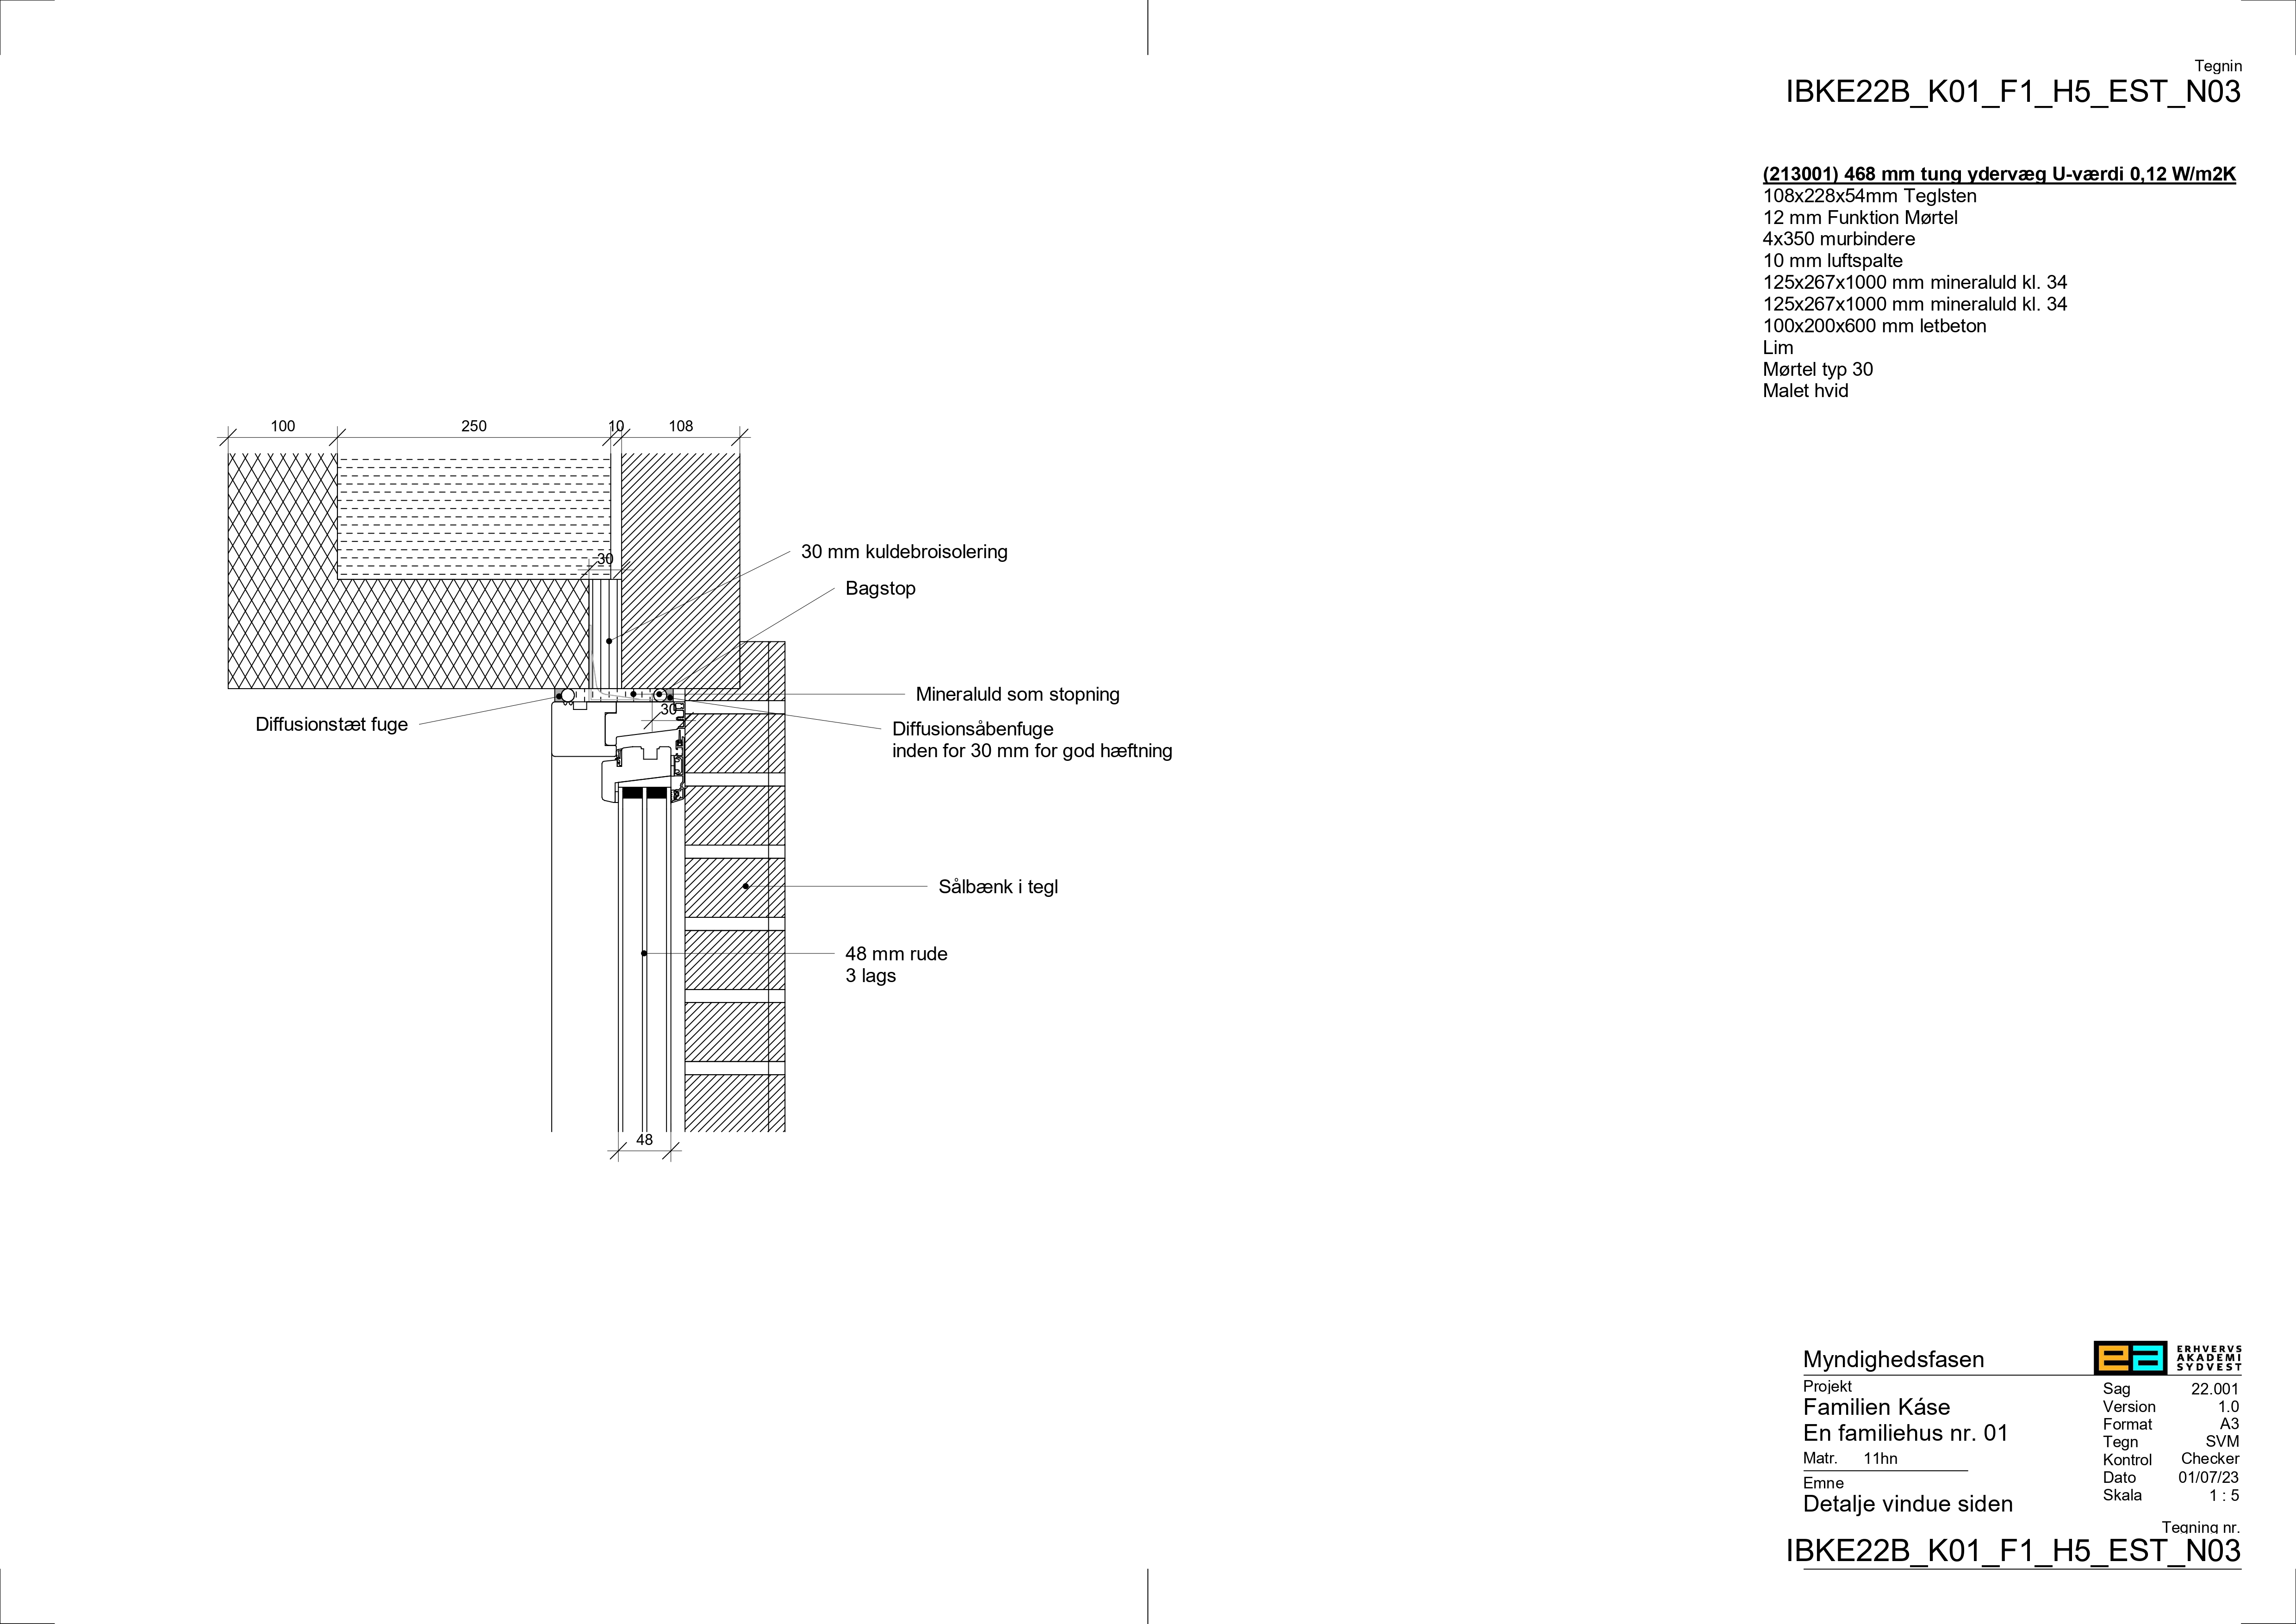 Tegnin
IBKE22B_K01_F1_H5_EST_N03
(213001) 468 mm tung ydervæg U-værdi 0,12 W/m2K
108x228x54mm Teglsten
12 mm Funktion Mørtel
4x350 murbindere
10 mm luftspalte
125x267x1000 mm mineraluld kl. 34
125x267x1000 mm mineraluld kl. 34
100x200x600 mm letbeton
Lim
Mørtel typ 30
Malet hvid
100 250 10 108
30
30 mm kuldebroisolering
Bagstop
Mineraluld som stopning
30
Diffusionstæt fuge
Diffusionsåbenfuge
inden for 30 mm for god hæftning
Sålbænk i tegl
48 mm rude
3 lags
48
Myndighedsfasen
ea
ERHVERVS
AKADEMI
SYDVEST
Projekt
Familien Káse
En familiehus nr. 01
Matr. 11hn
Emne
Detalje vindue siden
Sag 22.001
Version 1.0
Format A3
Tegn SVM
Kontrol Checker
Dato 01/07/23
Skala 1 : 5
Tegning nr.
IBKE22B_K01_F1_H5_EST_N03